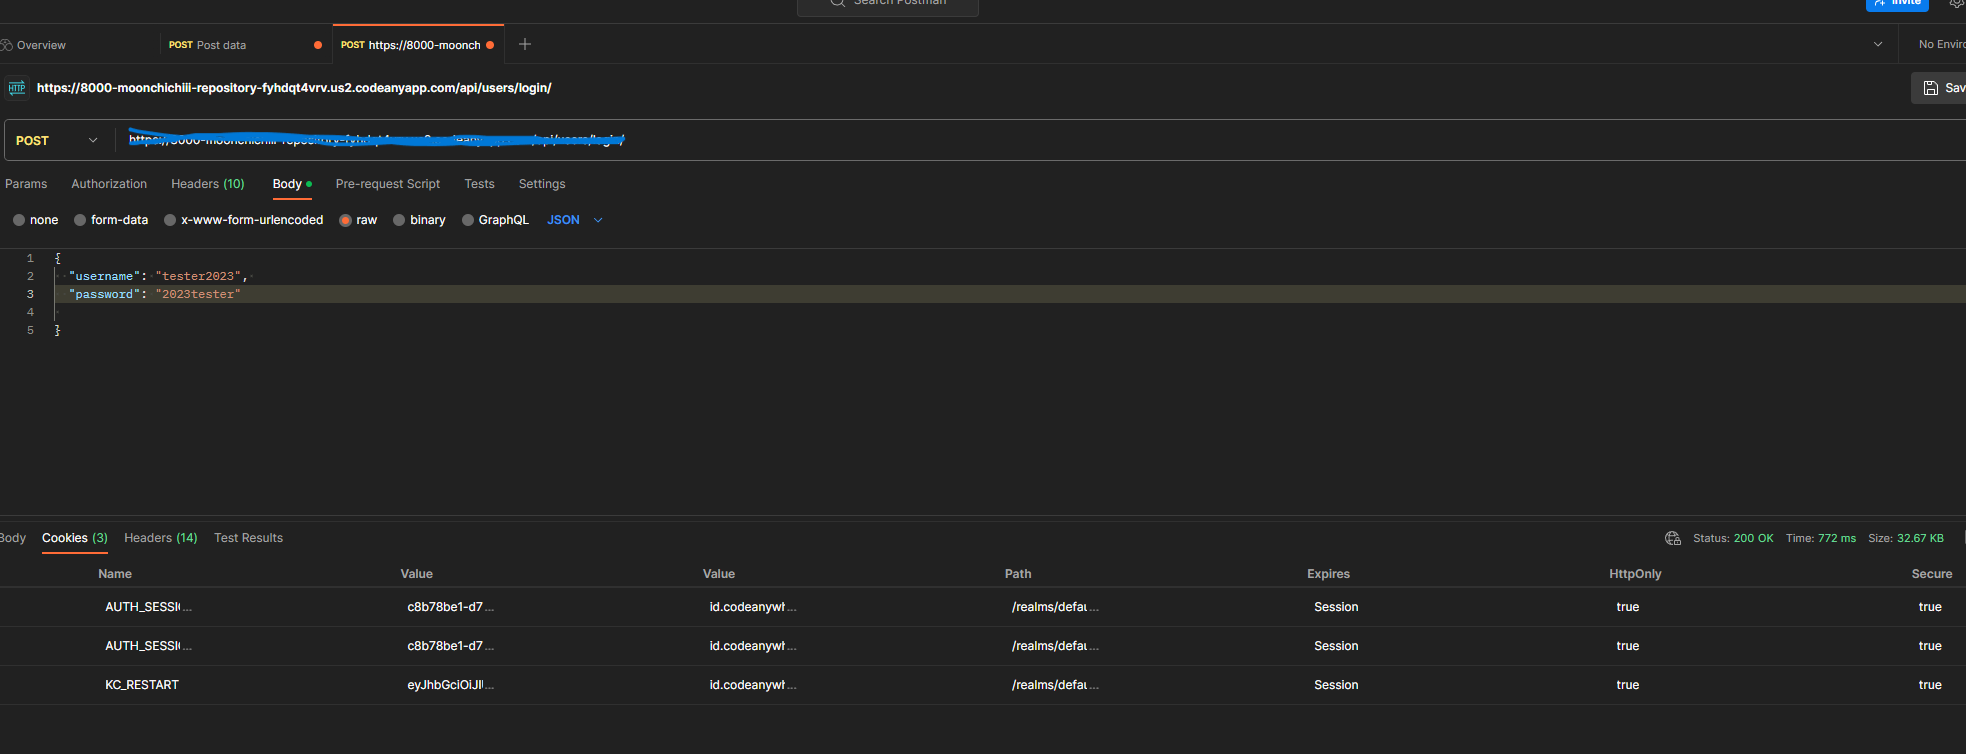 Search Postman
Invite
Overview
POST Post data
POST https://8000-moonch
No Enviro
HTTP https://8000-moonchichiii-repository-fyhdqt4vrv.us2.codeanyapp.com/api/users/login/
Sav
POST
Params Authorization Headers (10) Body Pre-request Script Tests Settings
none form-data x-www-form-urlencoded raw binary GraphQL JSON
1 {
2 "username": "tester2023",
3 "password": "2023tester"
4
5 }
Body Cookies (3) Headers (14) Test Results
Status: 200 OK Time: 772 ms Size: 32.67 KB
Name Value Value Path Expires HttpOnly Secure
AUTH_SESSI... c8b78be1-d7... id.codeanywh... /realms/defau... Session true true
AUTH_SESSI... c8b78be1-d7... id.codeanywh... /realms/defau... Session true true
KC_RESTART eyJhbGciOiJI... id.codeanywh... /realms/defau... Session true true